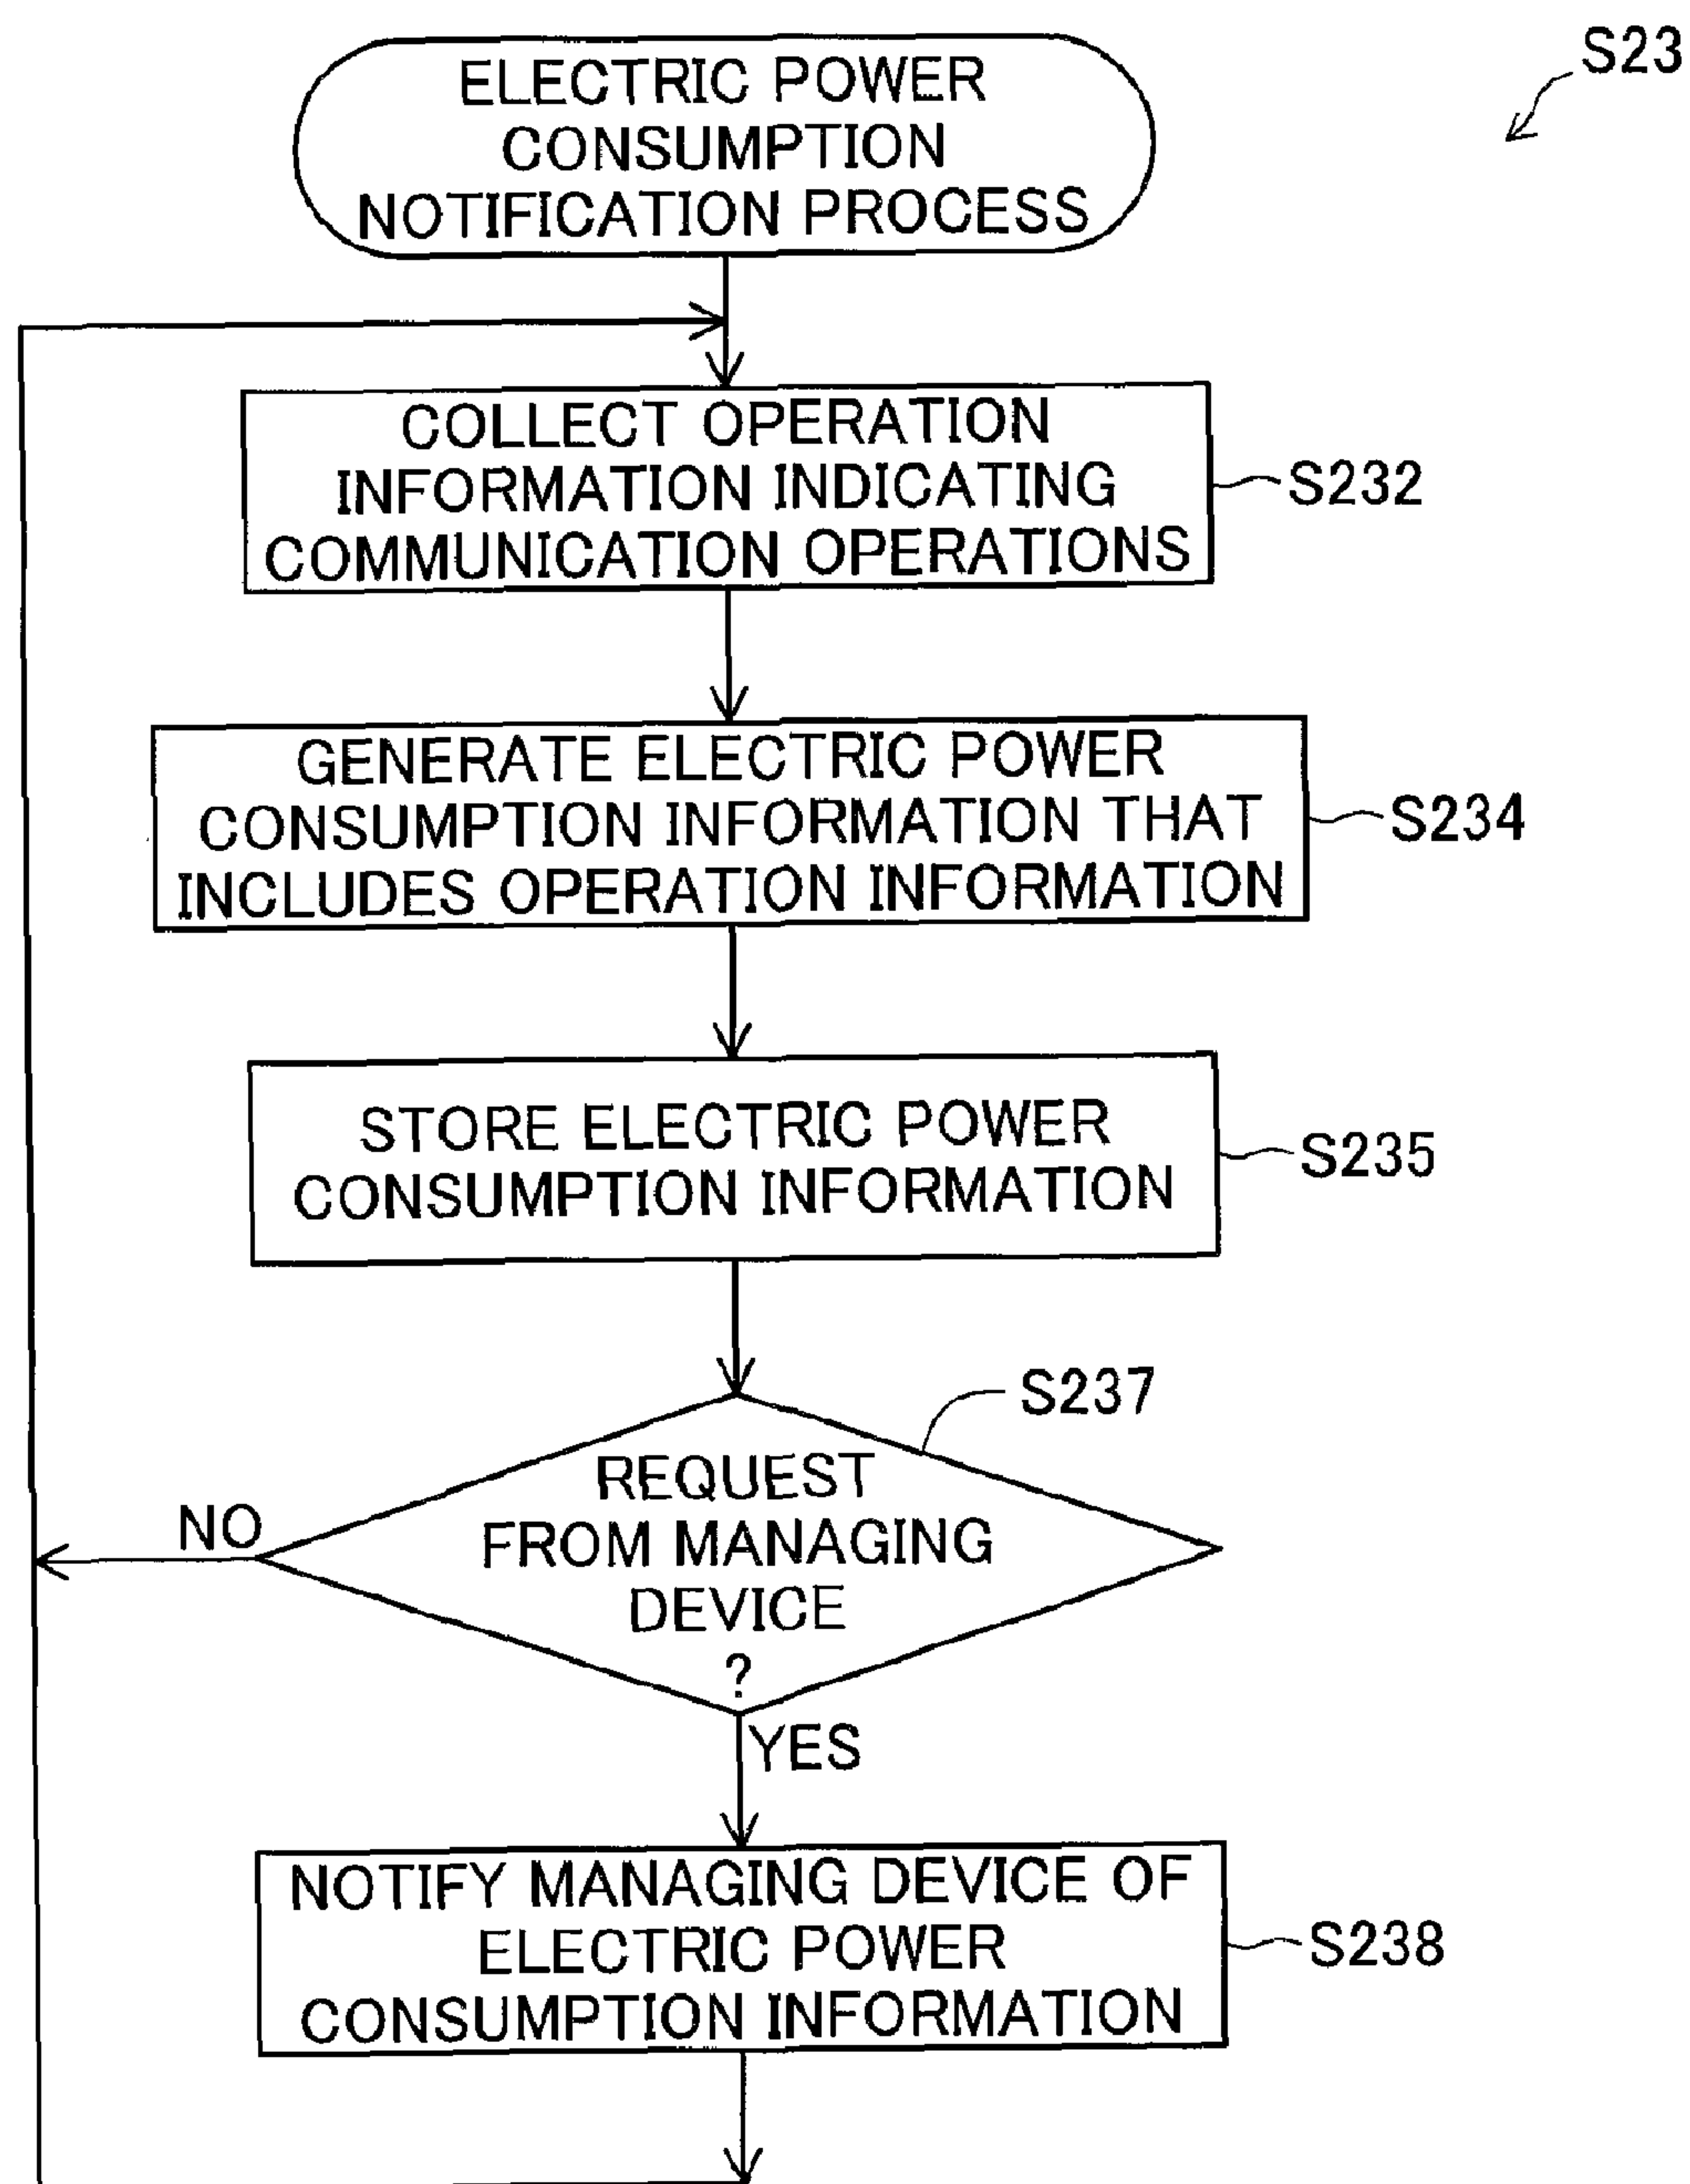 S23
ELECTRIC POWER
CONSUMPTION
NOTIFICATION PROCESS
COLLECT OPERATION
INFORMATION INDICATING
COMMUNICATION OPERATIONS
S232
GENERATE ELECTRIC POWER
CONSUMPTION INFORMATION THAT
INCLUDES OPERATION INFORMATION
S234
STORE ELECTRIC POWER
CONSUMPTION INFORMATION
S235
S237
REQUEST
FROM MANAGING
DEVICE
?
NO
YES
NOTIFY MANAGING DEVICE OF
ELECTRIC POWER
CONSUMPTION INFORMATION
S238